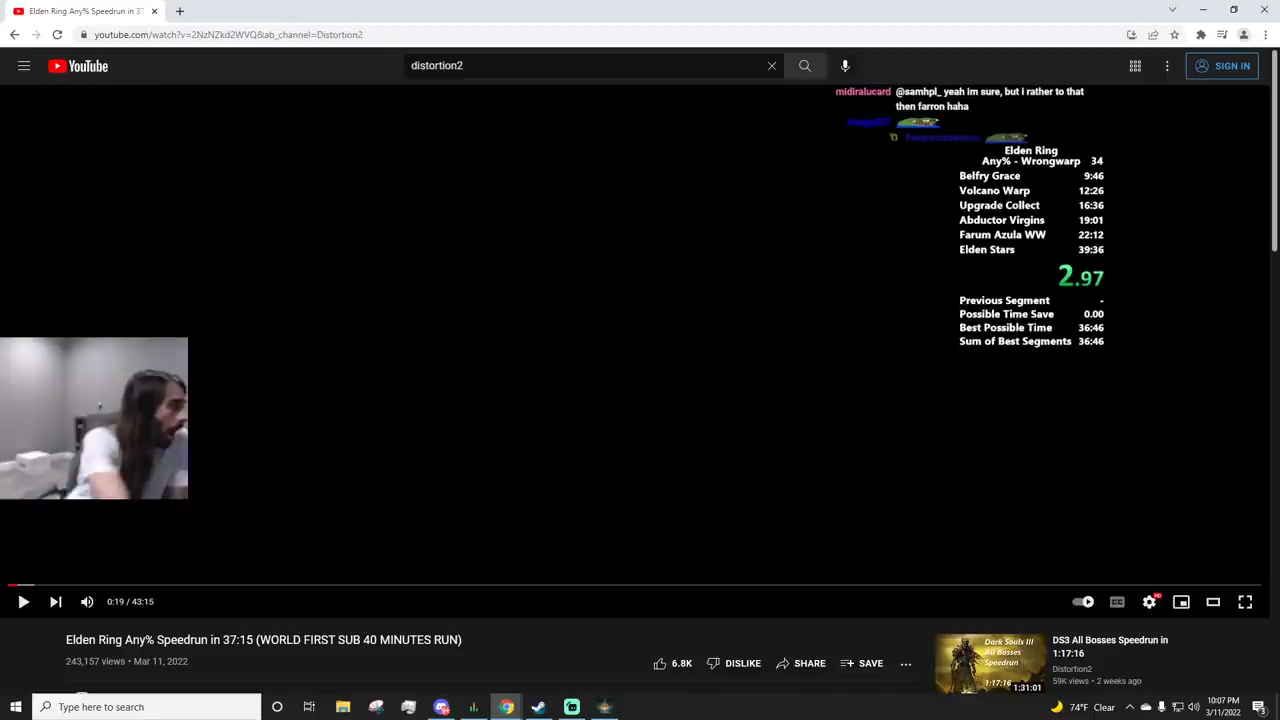 Elden Ring Any% Speedrun in 37
youtube.com/watch?v=2NzNZkd2WVQ&ab_channel=Distortion2
YouTube
distortion2
SIGN IN
midiralucard @samhpl_ yeah im sure, but i rather to that
then farron haha
Elden Ring
Any% - Wrongwarp 34
Belfry Grace 9:46
Volcano Warp 12:26
Upgrade Collect 16:36
Abductor Virgins 19:01
Farum Azula WW 22:12
Elden Stars 39:36
2.97
Previous Segment -
Possible Time Save 0.00
Best Possible Time 36:46
Sum of Best Segments 36:46
0:19 / 43:15
CC
HD
Elden Ring Any% Speedrun in 37:15 (WORLD FIRST SUB 40 MINUTES RUN)
243,157 views • Mar 11, 2022
6.8K DISLIKE SHARE SAVE
Dark Souls III
All Bosses
Speedrun
1:17:16
1:31:01
DS3 All Bosses Speedrun in
1:17:16
Distortion2
59K views • 2 weeks ago
Type here to search
74°F Clear
10:07 PM
3/11/2022
3